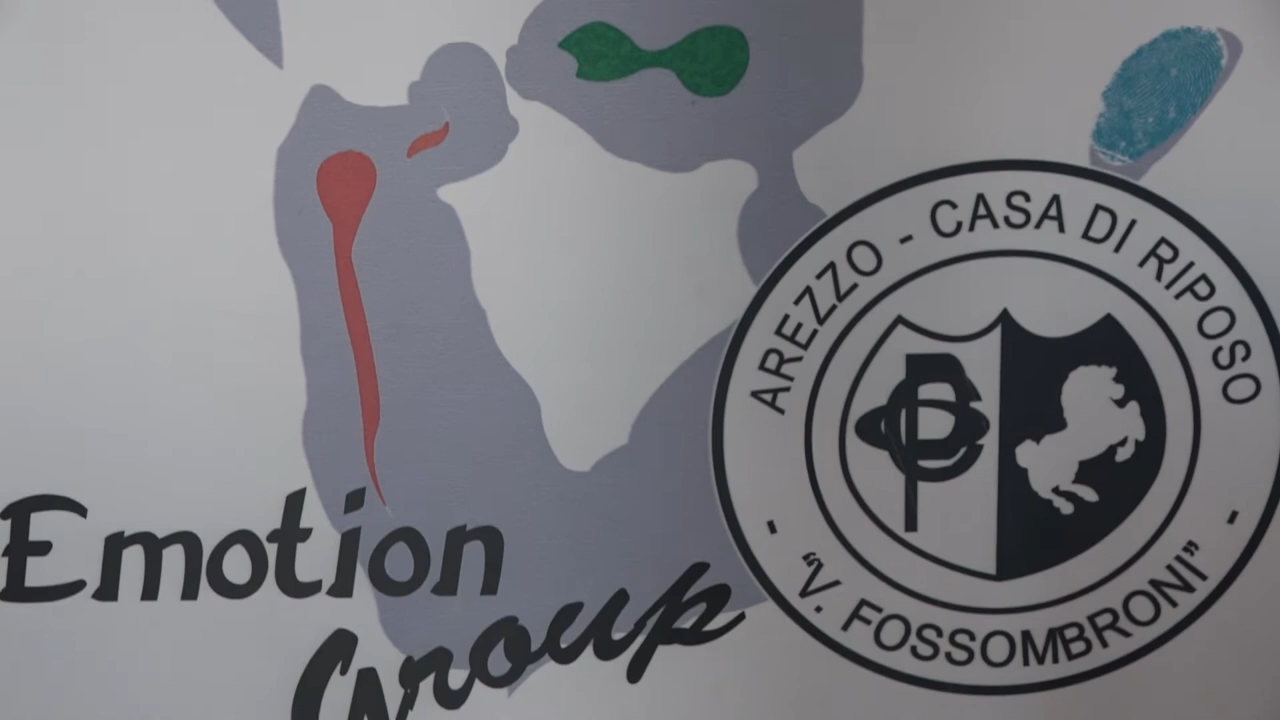 Emotion
Group
AREZZO - CASA DI RIPOSO
- "V. FOSSOMBRONI" -